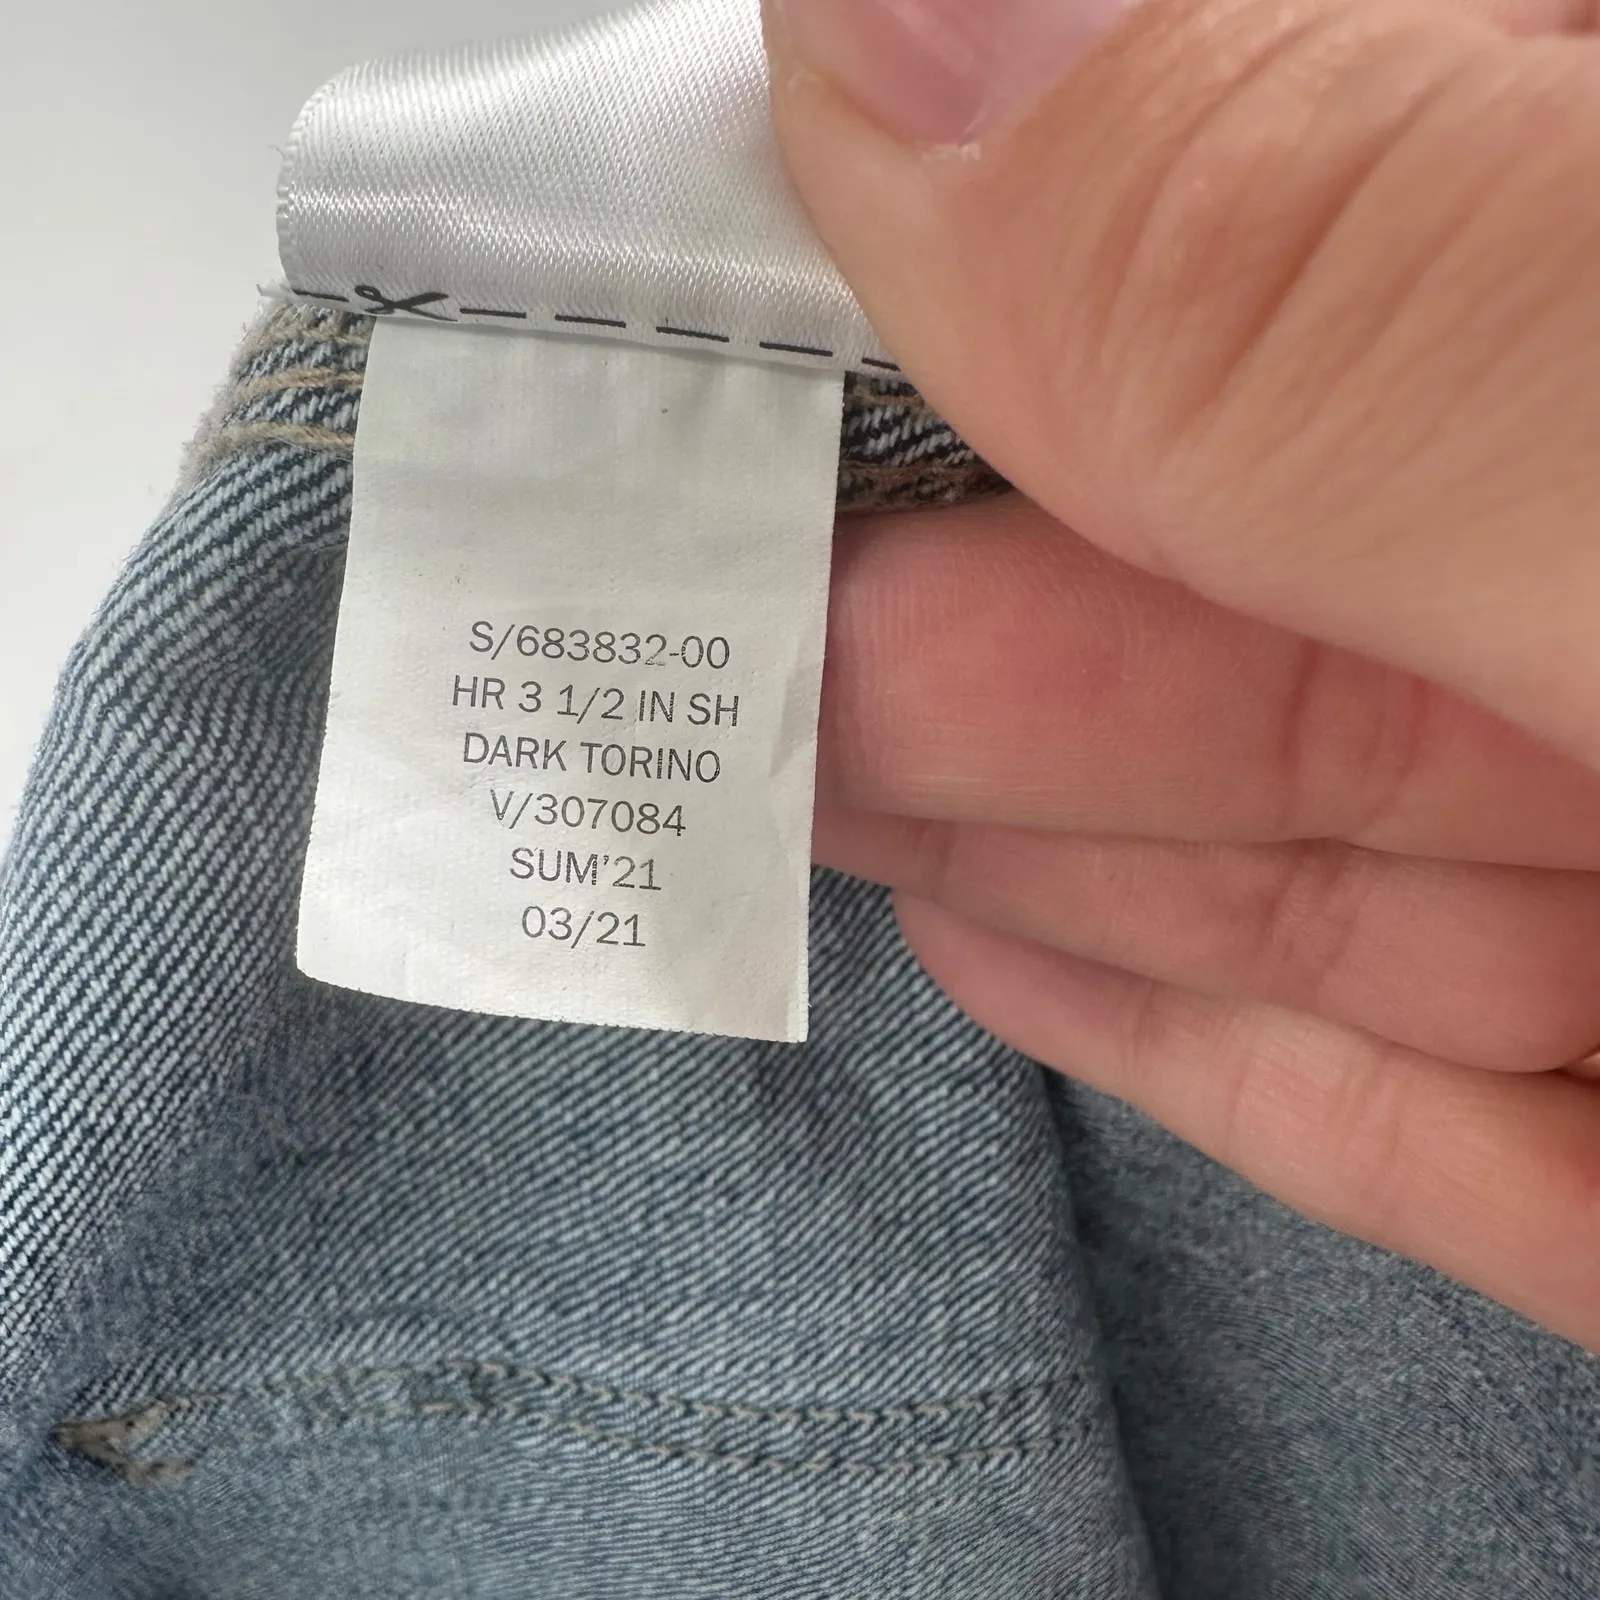 S/683832-00
HR 3 1/2 IN SH
DARK TORINO
V/307084
SUM'21
03/21